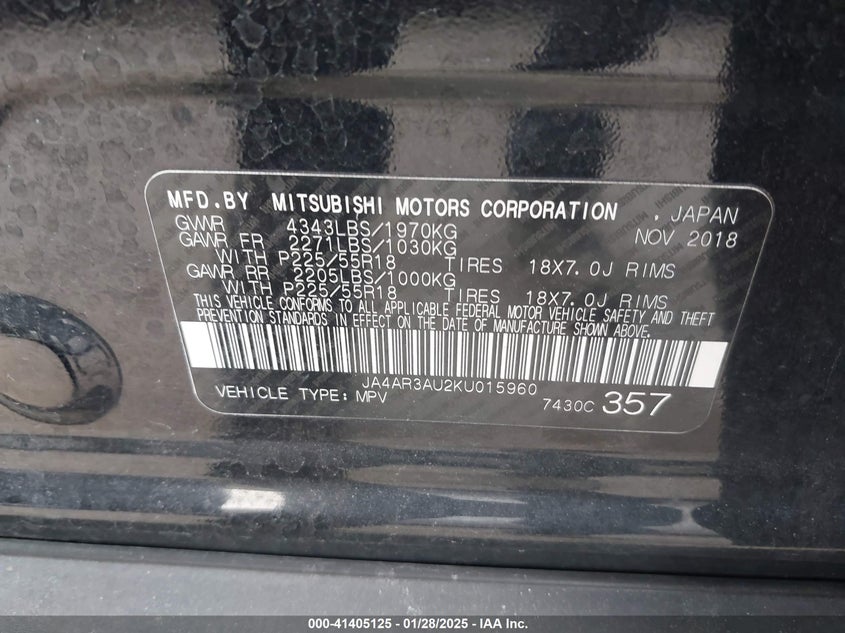 MFD.BY MITSUBISHI MOTORS CORPORATION . JAPAN
GVWR 4343LBS/1970KG NOV 2018
GAWR FR 2271LBS/1030KG
WITH P225/55R18 TIRES 18X7.0J RIMS
GAWR RR 2205LBS/1000KG
WITH P225/55R18 TIRES 18X7.0J RIMS
THIS VEHICLE CONFORMS TO ALL APPLICABLE FEDERAL MOTOR VEHICLE SAFETY AND THEFT
PREVENTION STANDARDS IN EFFECT ON THE DATE OF MANUFACTURE SHOWN ABOVE.
JA4AR3AU2KU015960
VEHICLE TYPE: MPV 7430C 357
000-41405125 - 01/28/2025 - IAA Inc.